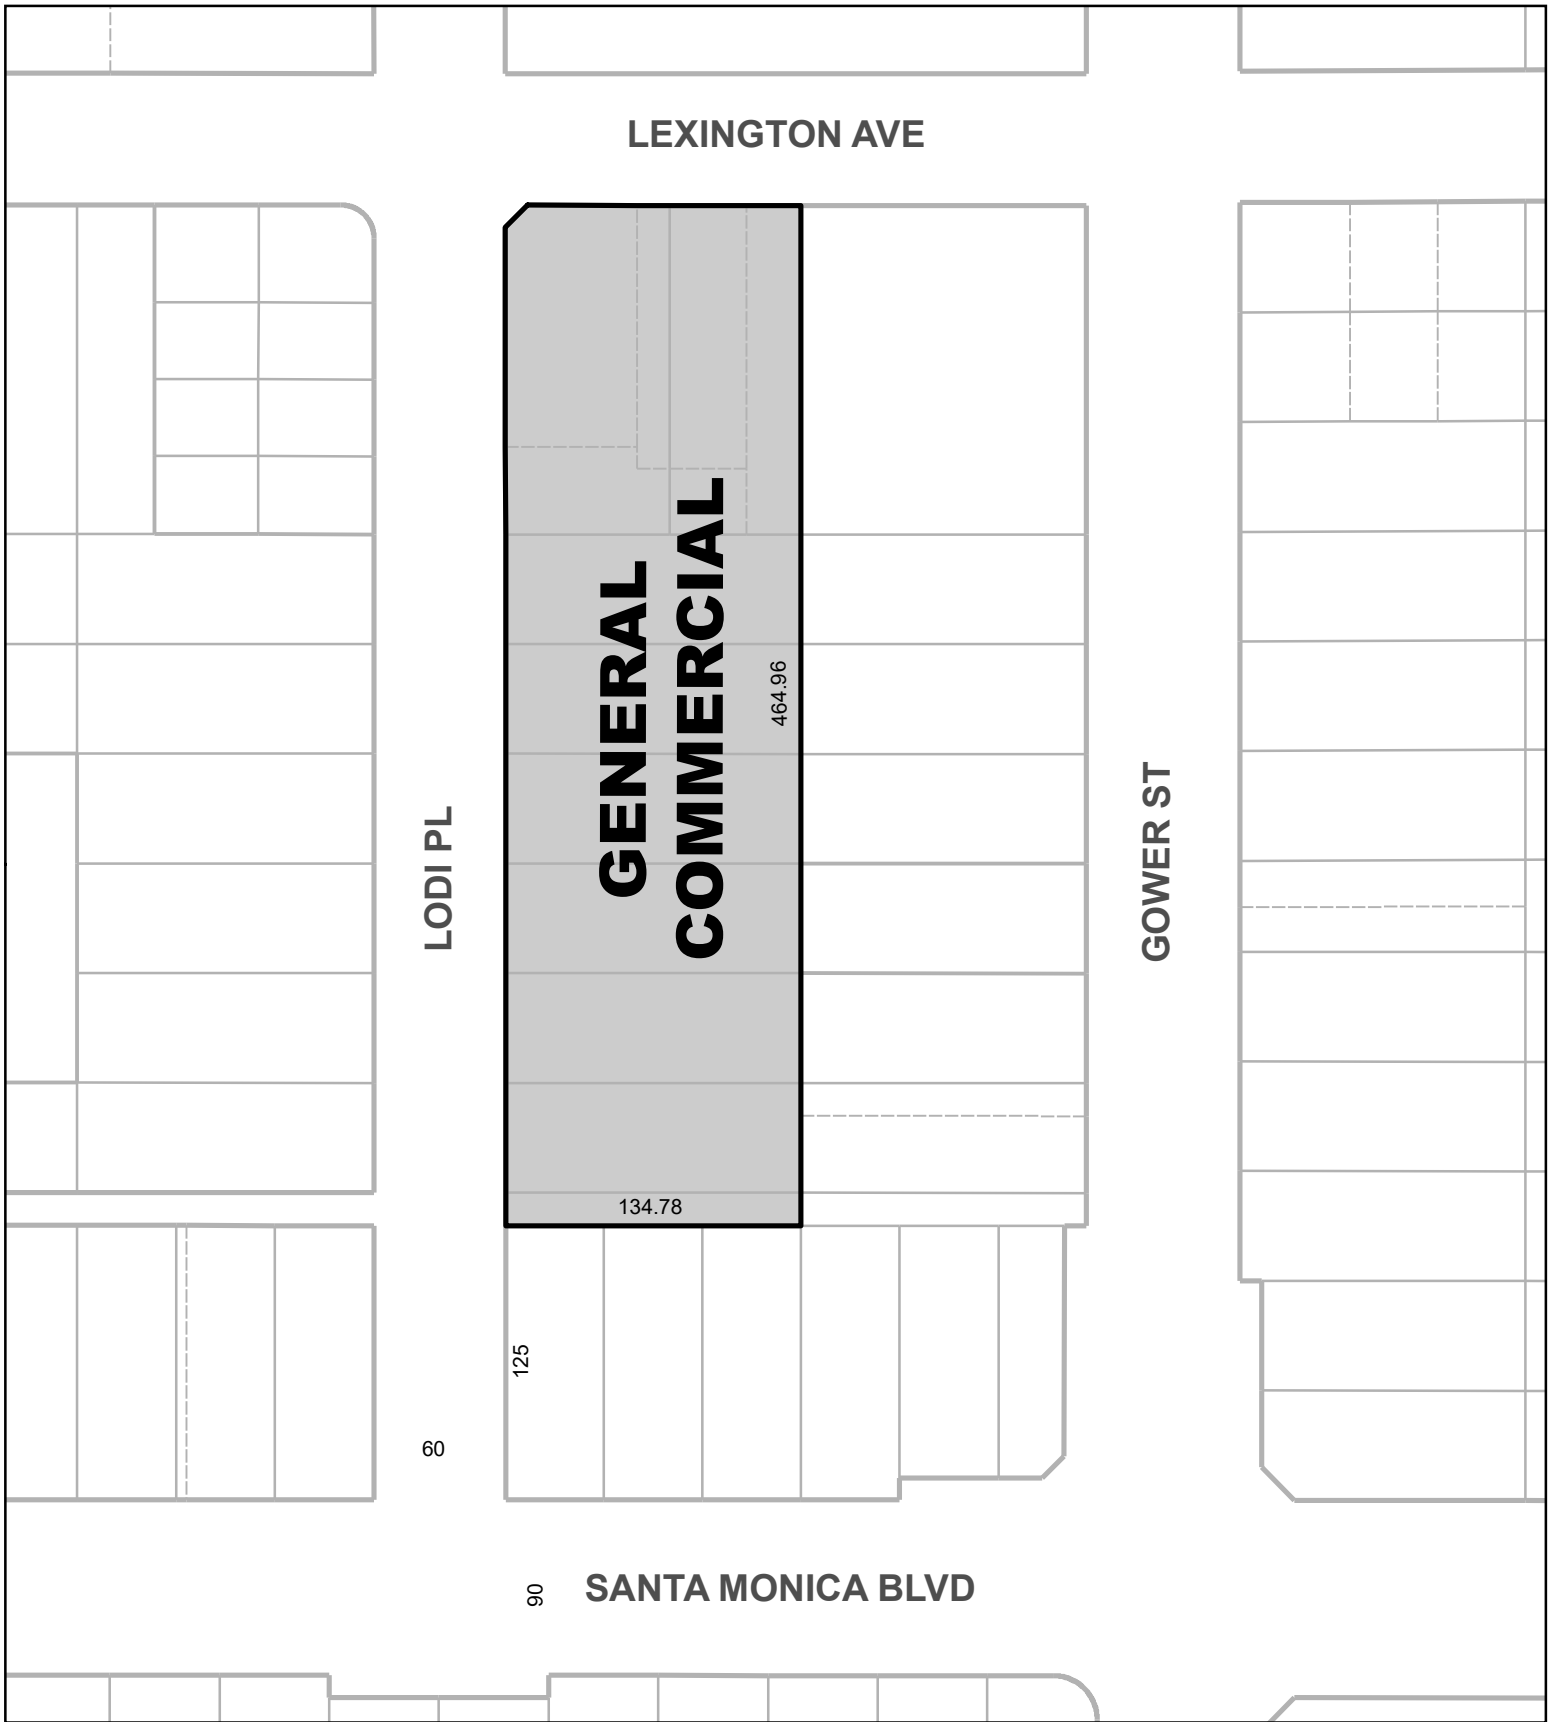 LEXINGTON AVE
GENERAL
COMMERCIAL
464.96
LODI PL
GOWER ST
134.78
125
60
90
SANTA MONICA BLVD